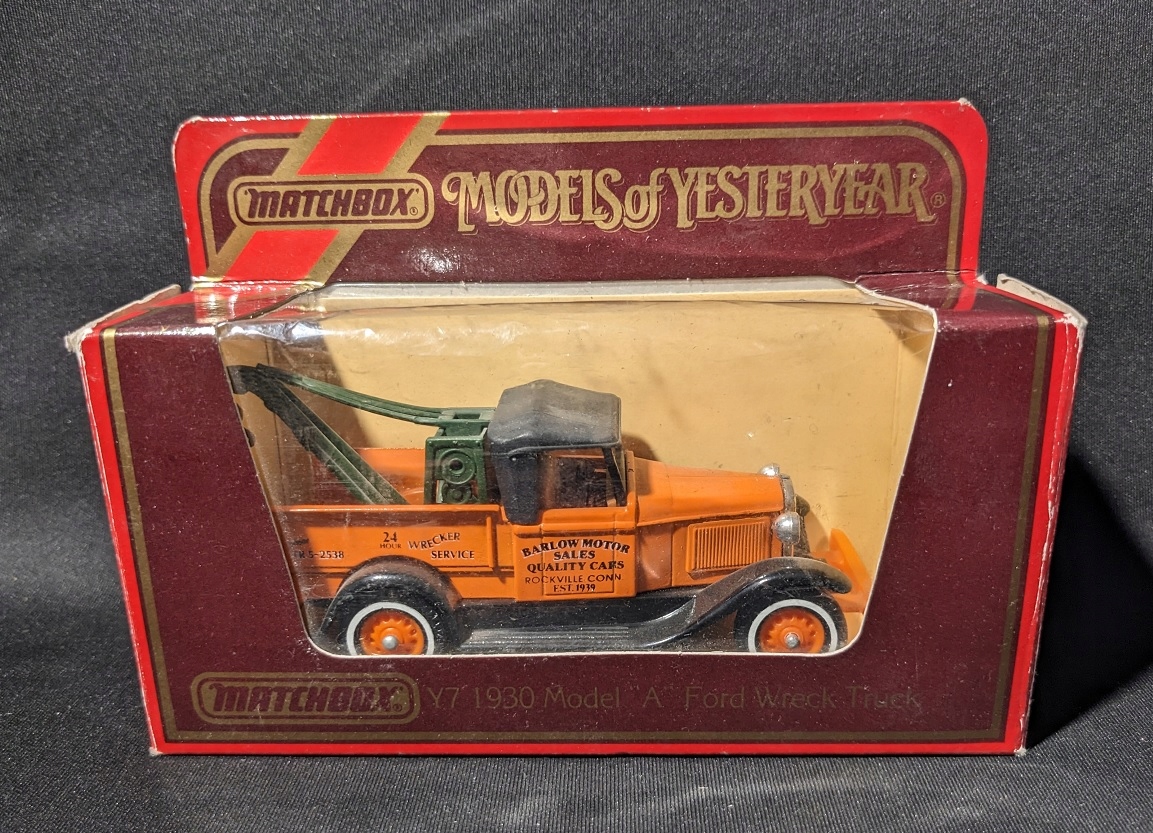 MATCHBOX®
MODELS of YESTERYEAR®
24
HOUR
WRECKER
SERVICE
5-2538
BARLOW MOTOR
SALES
QUALITY CARS
ROCKVILLE CONN
EST. 1939
MATCHBOX® Y7 1930 Model "A" Ford Wreck Truck